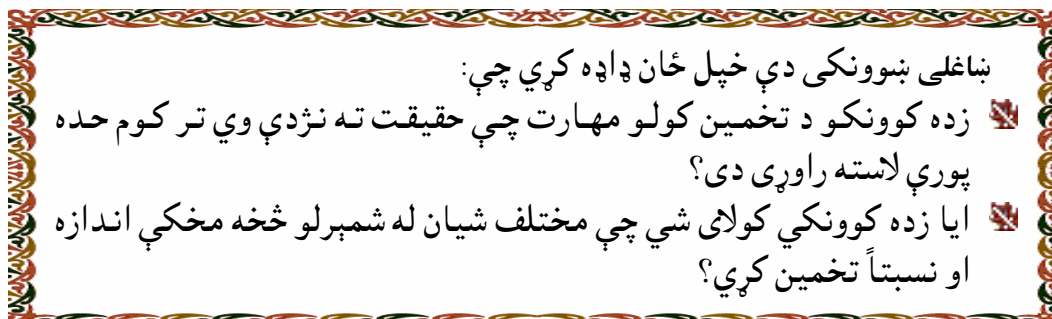 ښاغلی ښوونکی دې خپل ځان ډاډه کړي چې:
زده کوونکو د تخمین کولو مهارت چې حقیقت ته نژدې وي تر کوم حده
پورې لاسته راوړی دی؟
ایا زده کوونکي کولای شي چې مختلف شیان له شمېرلو څخه مخکې اندازه
او نسبتاً تخمین کړي؟